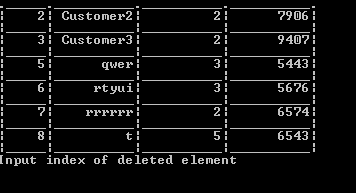 2 Customer2 2 7906
3 Customer3 2 9407
5 qwer 3 5443
6 rtyui 3 5676
7 rrrrrr 2 6574
8 t 5 6543
Input index of deleted element